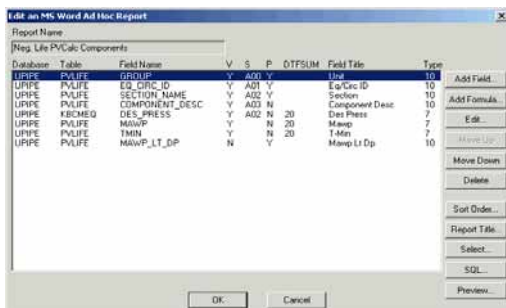 Edit an MS Word Ad Hoc Report
Report Name
Neg. Life PVCalc Components
Database Table Field Name V S P DTFSUM Field Title Type
UPIPE PVLIFE GROUP Y A00 Y Unit 10
UPIPE PVLIFE EQ_CIRC_ID Y A01 Y Eq/Circ ID 10
UPIPE PVLIFE SECTION_NAME Y A02 Y Section 10
UPIPE PVLIFE COMPONENT_DESC Y A03 N Component Desc 10
UPIPE KBCMEQ DES_PRESS Y A02 N 20 Des Press 7
UPIPE PVLIFE MAWP Y N 20 Mawp 7
UPIPE PVLIFE TMIN Y N 20 T-Min 7
UPIPE PVLIFE MAWP_LT_DP N Y Mawp Lt Dp 10
Add Field...
Add Formula...
Edit...
Move Up
Move Down
Delete
Sort Order...
Report Title...
Select...
SQL...
Preview...
OK Cancel